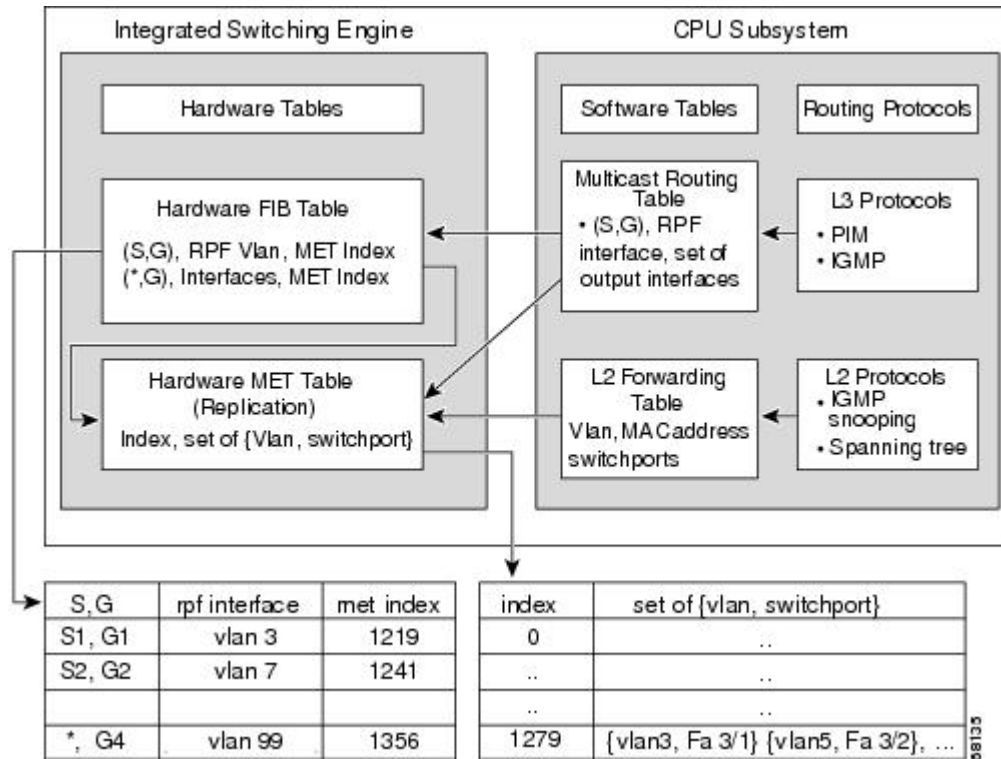 Integrated Switching Engine
CPU Subsystem
Hardware Tables
Software Tables
Routing Protocols
Hardware FIB Table
(S,G), RPF Vlan, MET Index
(*,G), Interfaces, MET Index
Multicast Routing
Table
• (S,G), RPF
interface, set of
output interfaces
L3 Protocols
• PIM
• IGMP
Hardware MET Table
(Replication)
Index, set of {Vlan, switchport}
L2 Forwarding
Table
Vlan, MAC address
switchports
L2 Protocols
• IGMP
snooping
• Spanning tree
S,G rpf interface met index
S1, G1 vlan 3 1219
S2, G2 vlan 7 1241
*, G4 vlan 99 1356
index set of {vlan, switchport}
0 ..
.. ..
.. ..
1279 {vlan3, Fa 3/1} {vlan5, Fa 3/2}, ...
68135